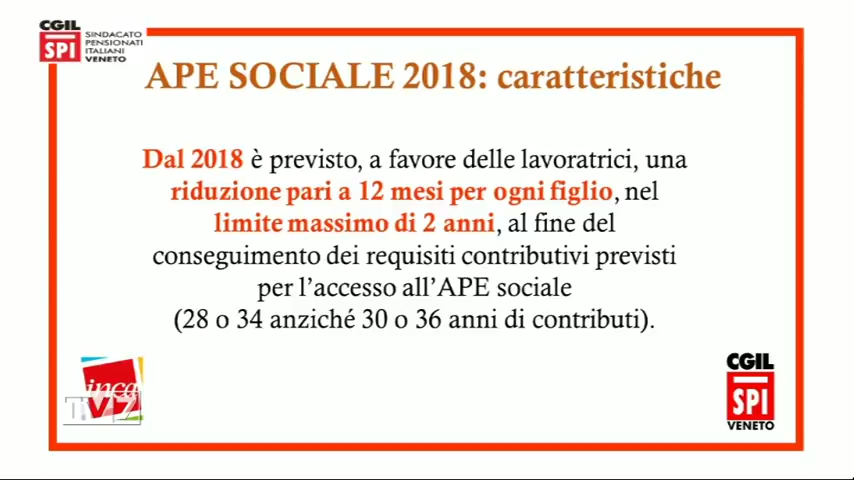 CGIL
SPI
SINDACATO
PENSIONATI
ITALIANI
VENETO
APE SOCIALE 2018: caratteristiche
Dal 2018 è previsto, a favore delle lavoratrici, una
riduzione pari a 12 mesi per ogni figlio, nel
limite massimo di 2 anni, al fine del
conseguimento dei requisiti contributivi previsti
per l’accesso all’APE sociale
(28 o 34 anziché 30 o 36 anni di contributi).
inca
CGIL
SPI
VENETO